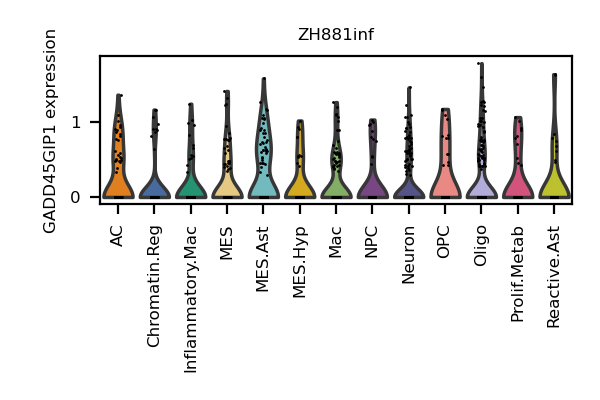 ZH881inf
GADD45GIP1 expression
1
0
AC
Chromatin.Reg
Inflammatory.Mac
MES
MES.Ast
MES.Hyp
Mac
NPC
Neuron
OPC
Oligo
Prolif.Metab
Reactive.Ast